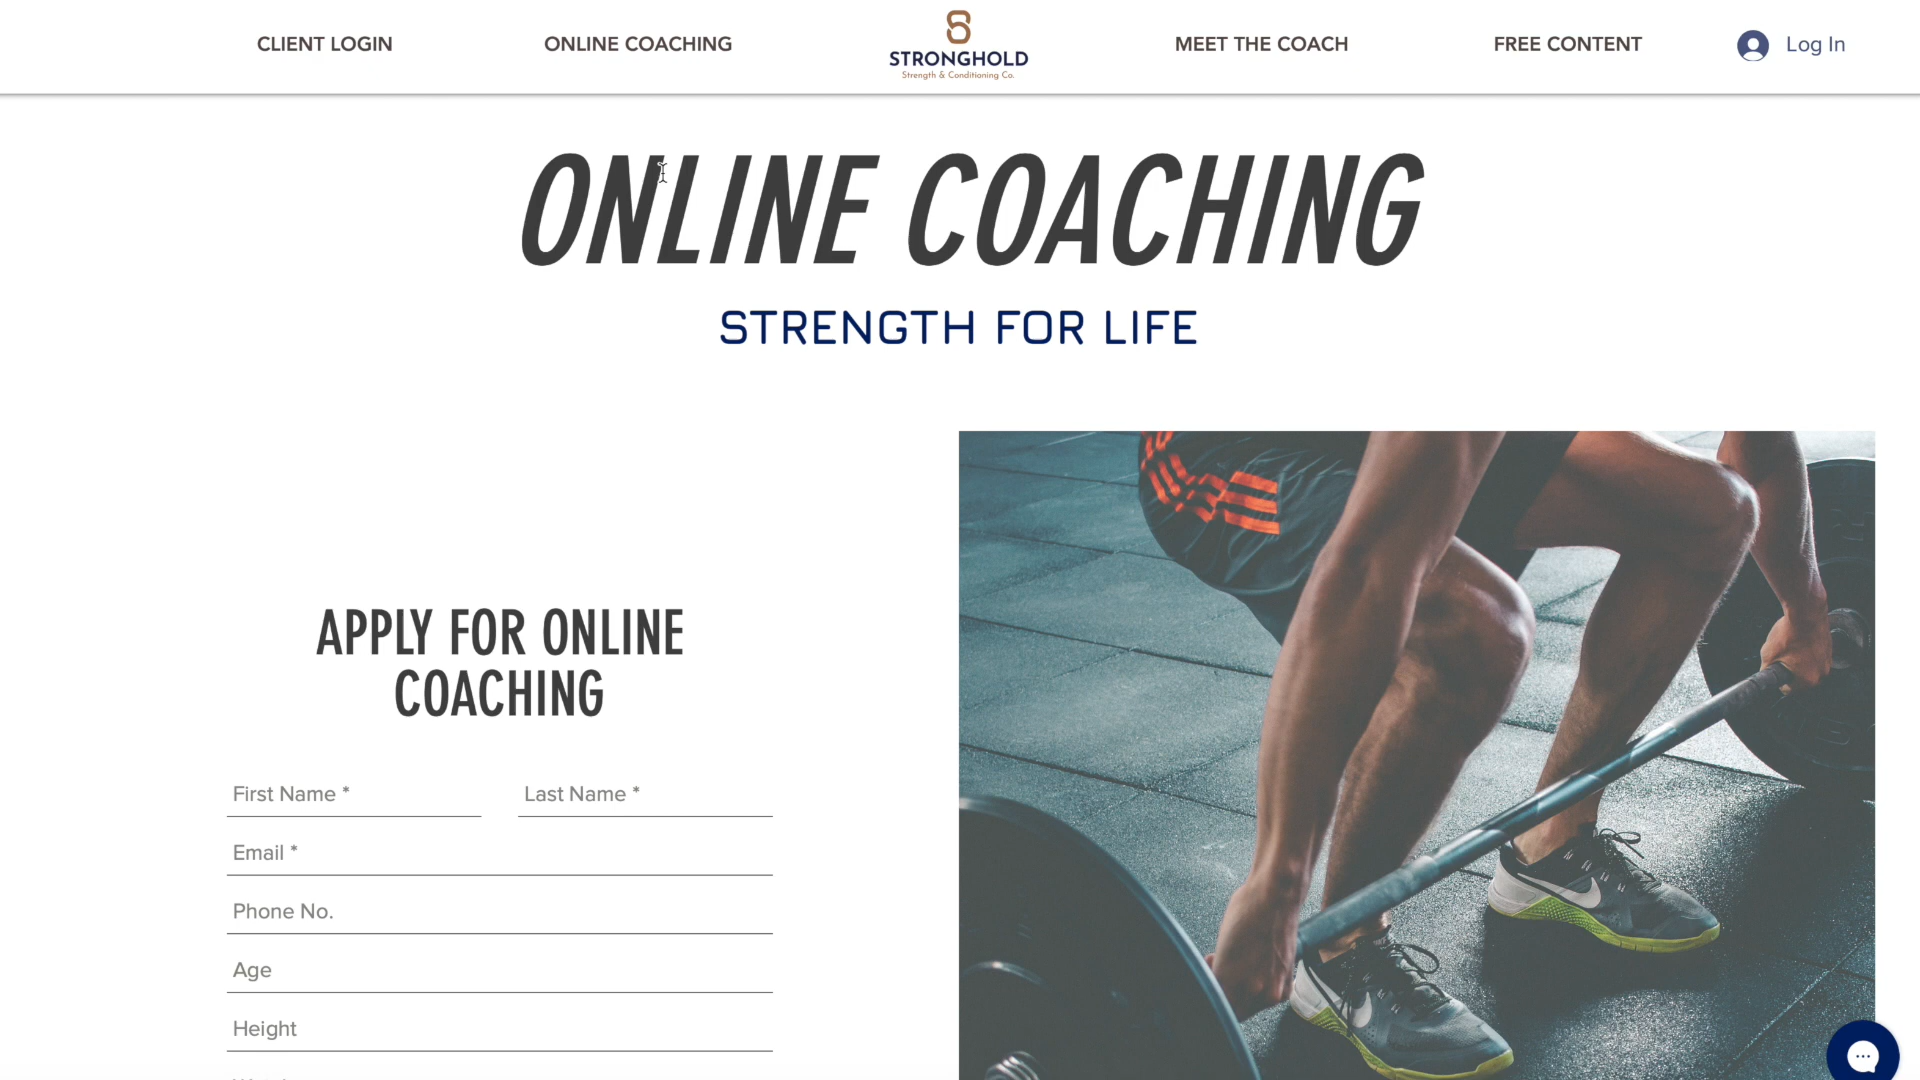 CLIENT LOGIN
ONLINE COACHING
STRONGHOLD
Strength & Conditioning Co.
MEET THE COACH
FREE CONTENT
Log In
ONLINE COACHING
STRENGTH FOR LIFE
APPLY FOR ONLINE
COACHING
First Name *
Last Name *
Email *
Phone No.
Age
Height